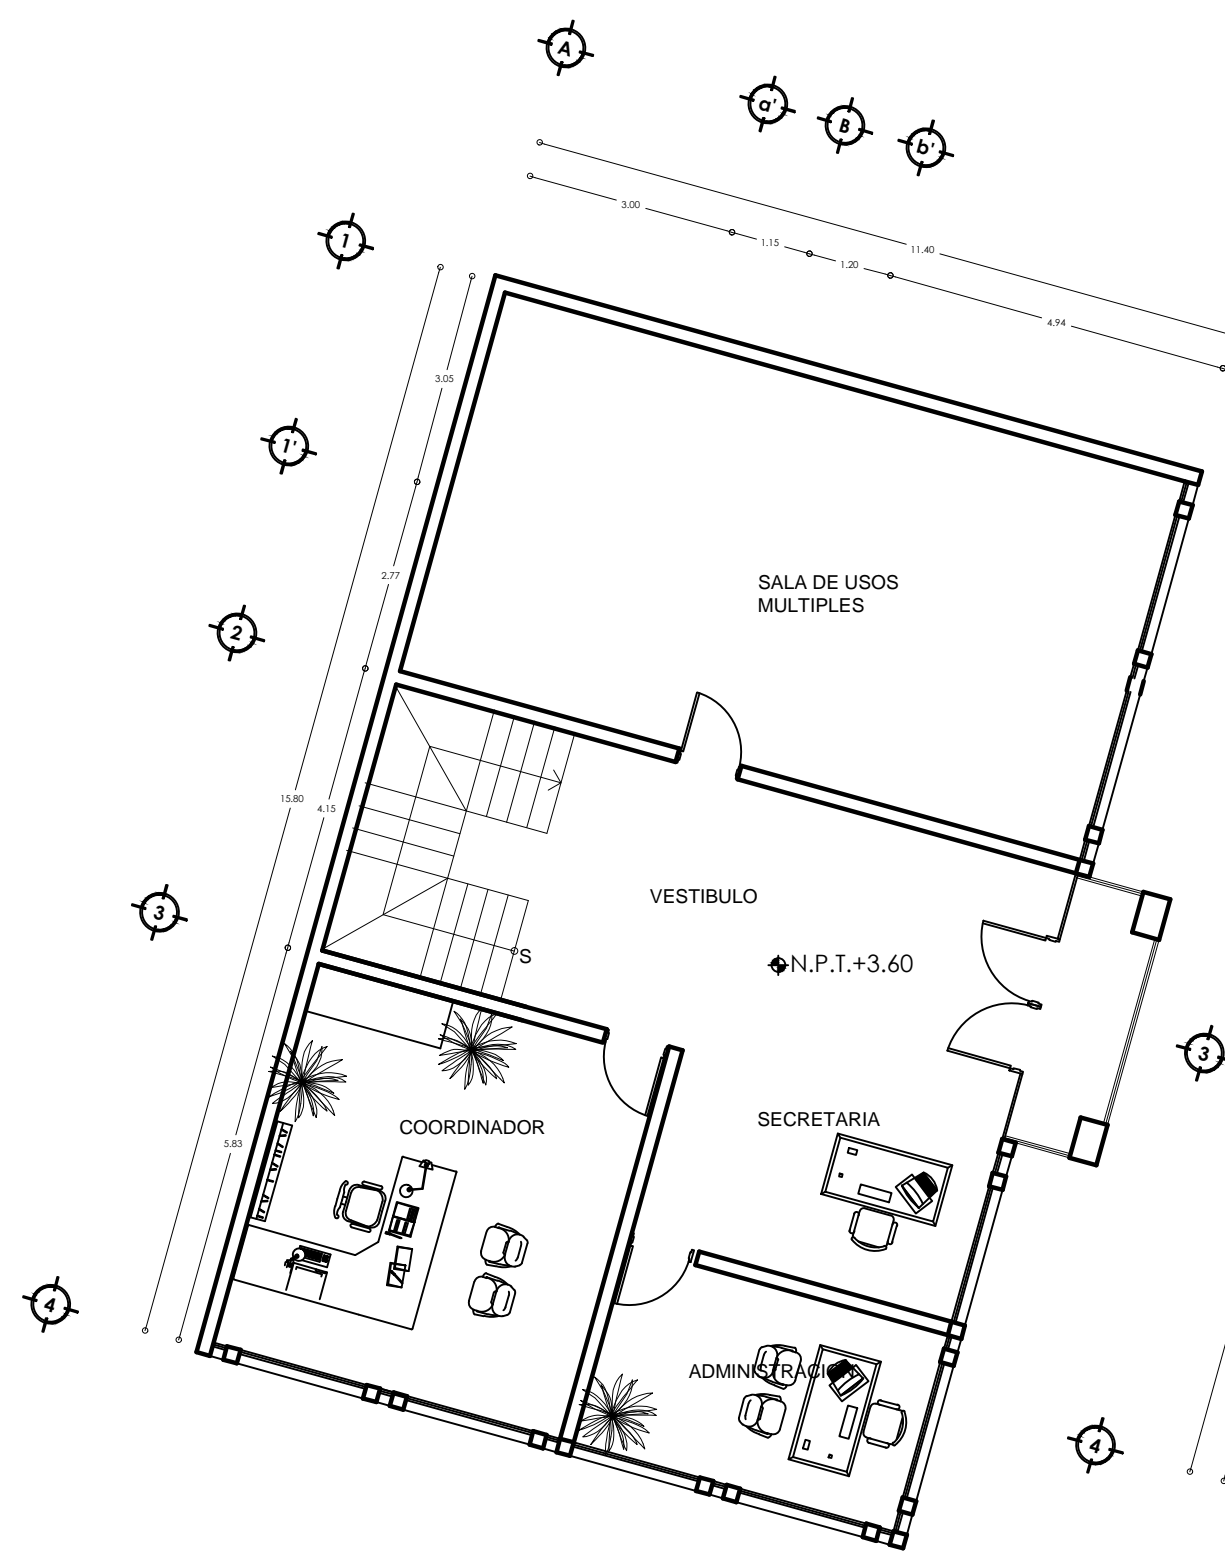 A
a'
B
b'
3.00
1.15
1.20
11.40
4.94
1
3.05
1'
2.77
2
SALA DE USOS
MULTIPLES
15.80
4.15
3
VESTIBULO
S
N.P.T.+3.60
3
5.83
COORDINADOR
SECRETARIA
4
ADMINISTRACION
4